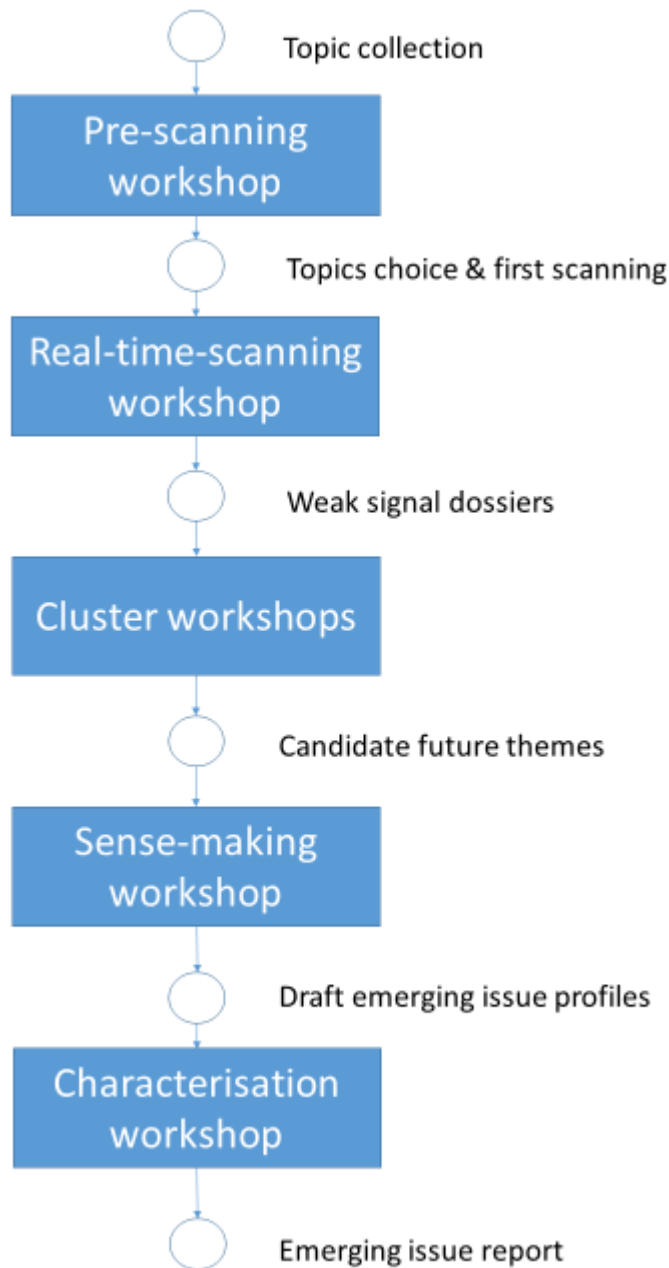 Topic collection
Pre-scanning
workshop
Topics choice & first scanning
Real-time-scanning
workshop
Weak signal dossiers
Cluster workshops
Candidate future themes
Sense-making
workshop
Draft emerging issue profiles
Characterisation
workshop
Emerging issue report